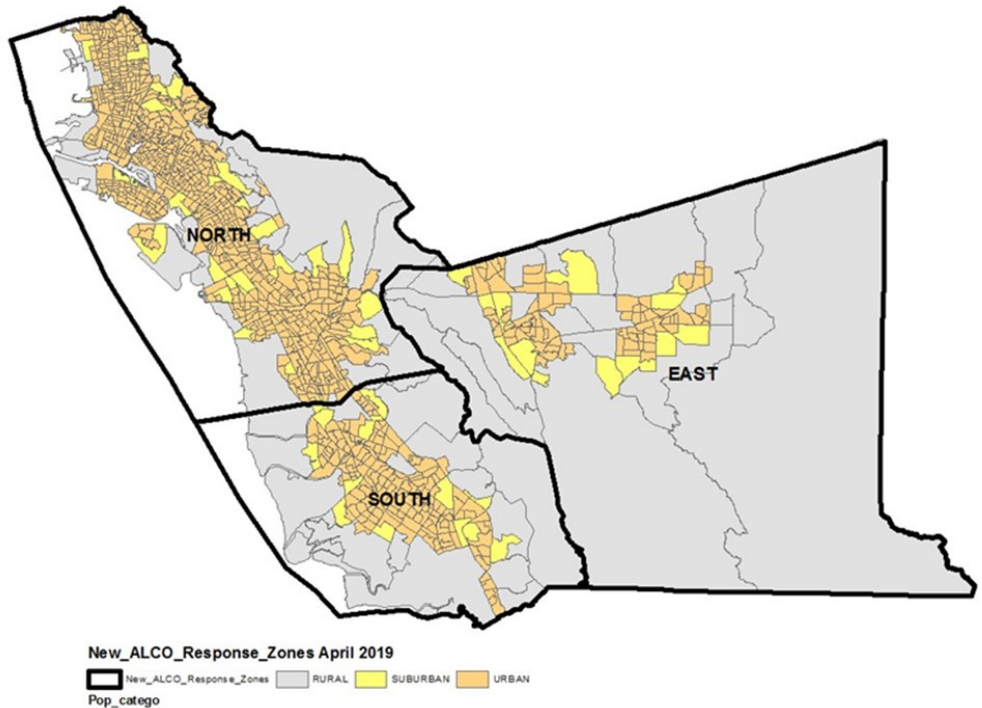 NORTH
EAST
SOUTH
New_ALCO_Response_Zones April 2019
New_ALCO_Response_Zones RURAL SUBURBAN URBAN
Pop_catego